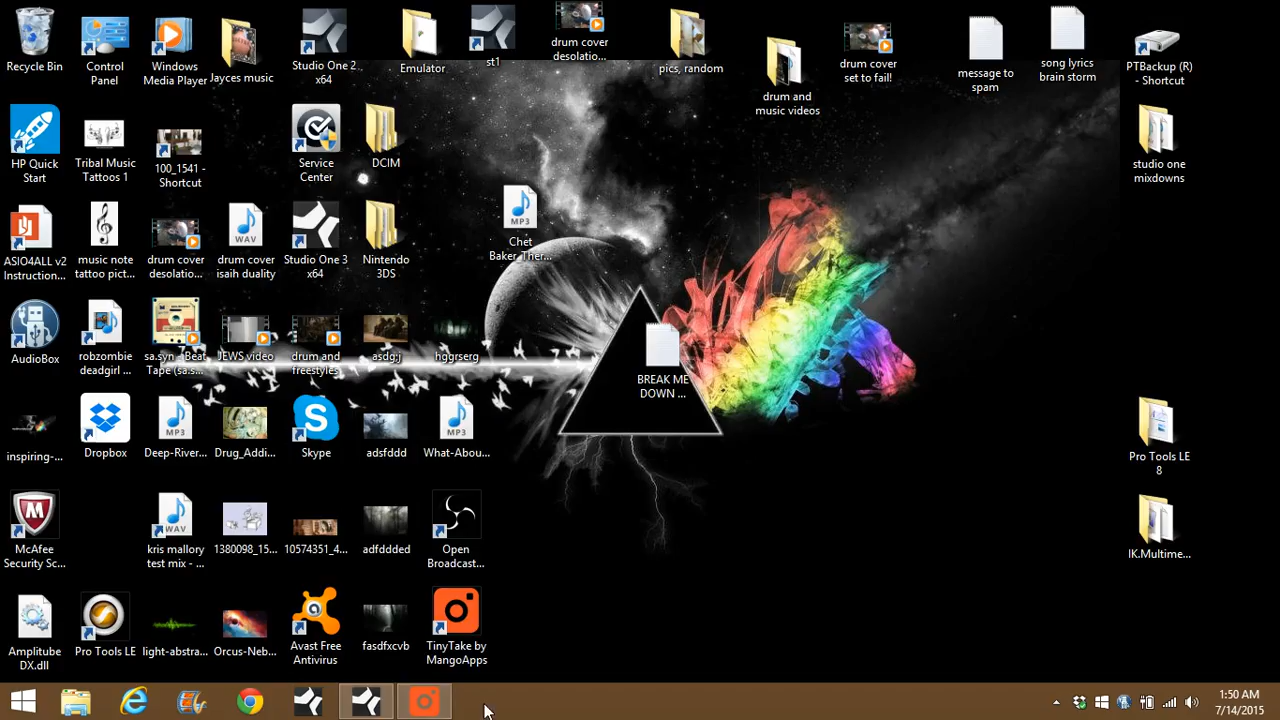 Recycle Bin
Control
Panel
Windows
Media Player
Jayces music
Studio One 2
x64
Emulator
st1
drum cover
desolatio...
pics, random
drum and
music videos
drum cover
set to fail!
message to
spam
song lyrics
brain storm
PTBackup (R)
- Shortcut
HP Quick
Start
Tribal Music
Tattoos 1
100_1541 -
Shortcut
Service
Center
DCIM
studio one
mixdowns
ASIO4ALL v2
Instruction...
music note
tattoo pict...
drum cover
desolatio...
WAV
drum cover
isaih duality
Studio One 3
x64
Nintendo
3DS
MP3
Chet
Baker_Ther...
AudioBox
robzombie
deadgirl ...
sa.syn - Beat
Tape (sa.s...
JEWS video
drum and
freestyles
asdg;j
hggrserg
BREAK ME
DOWN ...
inspiring-...
Dropbox
MP3
Deep-River...
Drug_Addi...
Skype
adsfddd
MP3
What-Abou...
Pro Tools LE
8
McAfee
Security Sc...
WAV
kris mallory
test mix - ...
1380098_15...
10574351_4...
adfddded
Open
Broadcast...
IK.Multime...
Amplitube
DX.dll
Pro Tools LE
light-abstra...
Orcus-Neb...
Avast Free
Antivirus
fasdfxcvb
TinyTake by
MangoApps
1:50 AM
7/14/2015